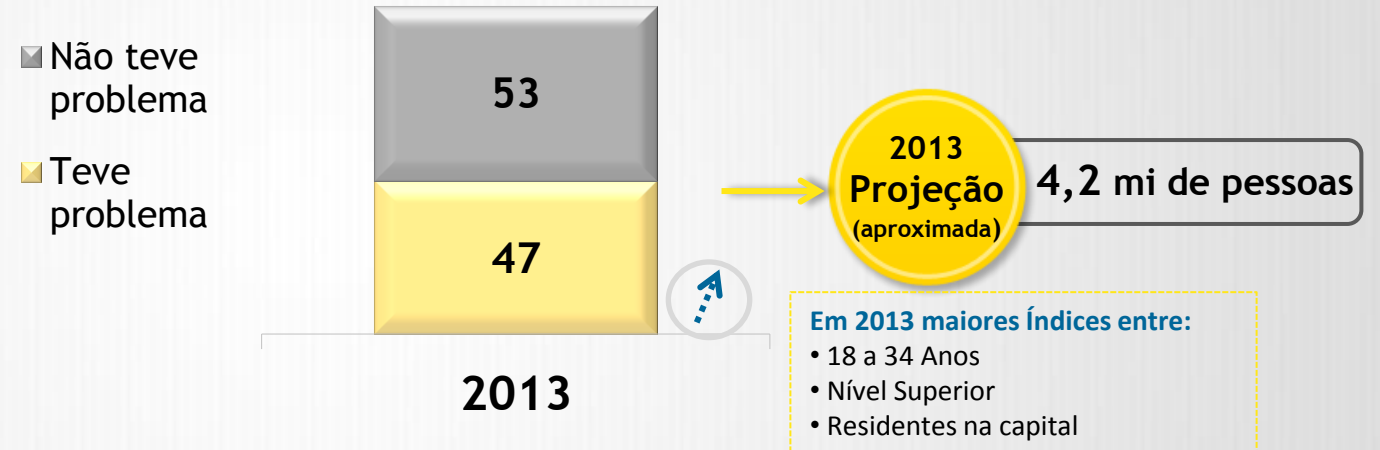 Não teve
problema
Teve
problema
53
47
2013
2013
Projeção
(aproximada)
4,2 mi de pessoas
Em 2013 maiores Índices entre:
• 18 a 34 Anos
• Nível Superior
• Residentes na capital